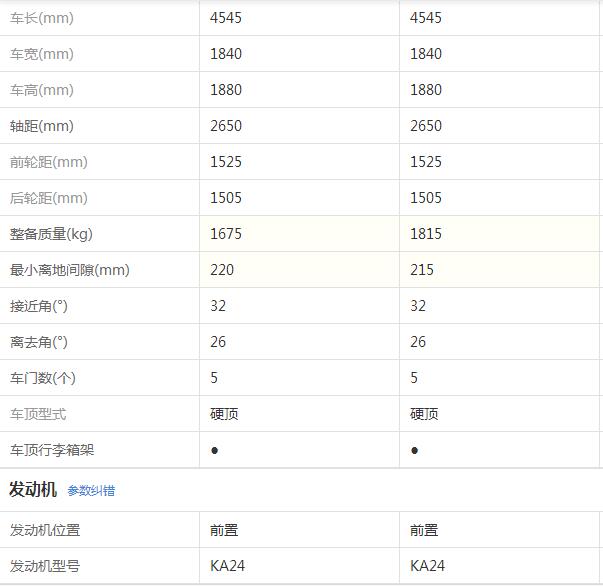 车长(mm) 4545 4545
车宽(mm) 1840 1840
车高(mm) 1880 1880
轴距(mm) 2650 2650
前轮距(mm) 1525 1525
后轮距(mm) 1505 1505
整备质量(kg) 1675 1815
最小离地间隙(mm) 220 215
接近角(°) 32 32
离去角(°) 26 26
车门数(个) 5 5
车顶型式 硬顶 硬顶
车顶行李箱架 ● ●
发动机 参数纠错
发动机位置 前置 前置
发动机型号 KA24 KA24